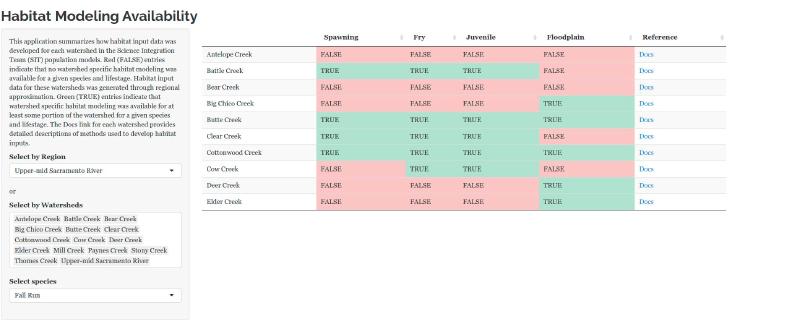 Habitat Modeling Availability
This application summarizes how habitat input data was
developed for each watershed in the Science Integration
Team (SIT) population models. Red (FALSE) entries
indicate that no watershed specific habitat modeling was
available for a given species and lifestage. Habitat input
data for these watersheds was generated through regional
approximation. Green (TRUE) entries indicate that
watershed specific habitat modeling was available for at
least some portion of the watershed for a given species
and lifestage. The Docs link for each watershed provides
detailed descriptions of methods used to develop habitat
inputs.
Select by Region
Upper-mid Sacramento River
or
Select by Watersheds
Antelope Creek Battle Creek Bear Creek
Big Chico Creek Butte Creek Clear Creek
Cottonwood Creek Cow Creek Deer Creek
Elder Creek Mill Creek Paynes Creek Stony Creek
Thomes Creek Upper-mid Sacramento River
Select species
Fall Run
Spawning Fry Juvenile Floodplain Reference
Antelope Creek FALSE FALSE FALSE FALSE Docs
Battle Creek TRUE TRUE TRUE FALSE Docs
Bear Creek FALSE FALSE FALSE FALSE Docs
Big Chico Creek FALSE FALSE FALSE TRUE Docs
Butte Creek TRUE TRUE TRUE TRUE Docs
Clear Creek TRUE TRUE TRUE FALSE Docs
Cottonwood Creek TRUE TRUE TRUE TRUE Docs
Cow Creek FALSE TRUE TRUE FALSE Docs
Deer Creek FALSE FALSE FALSE TRUE Docs
Elder Creek FALSE FALSE FALSE TRUE Docs